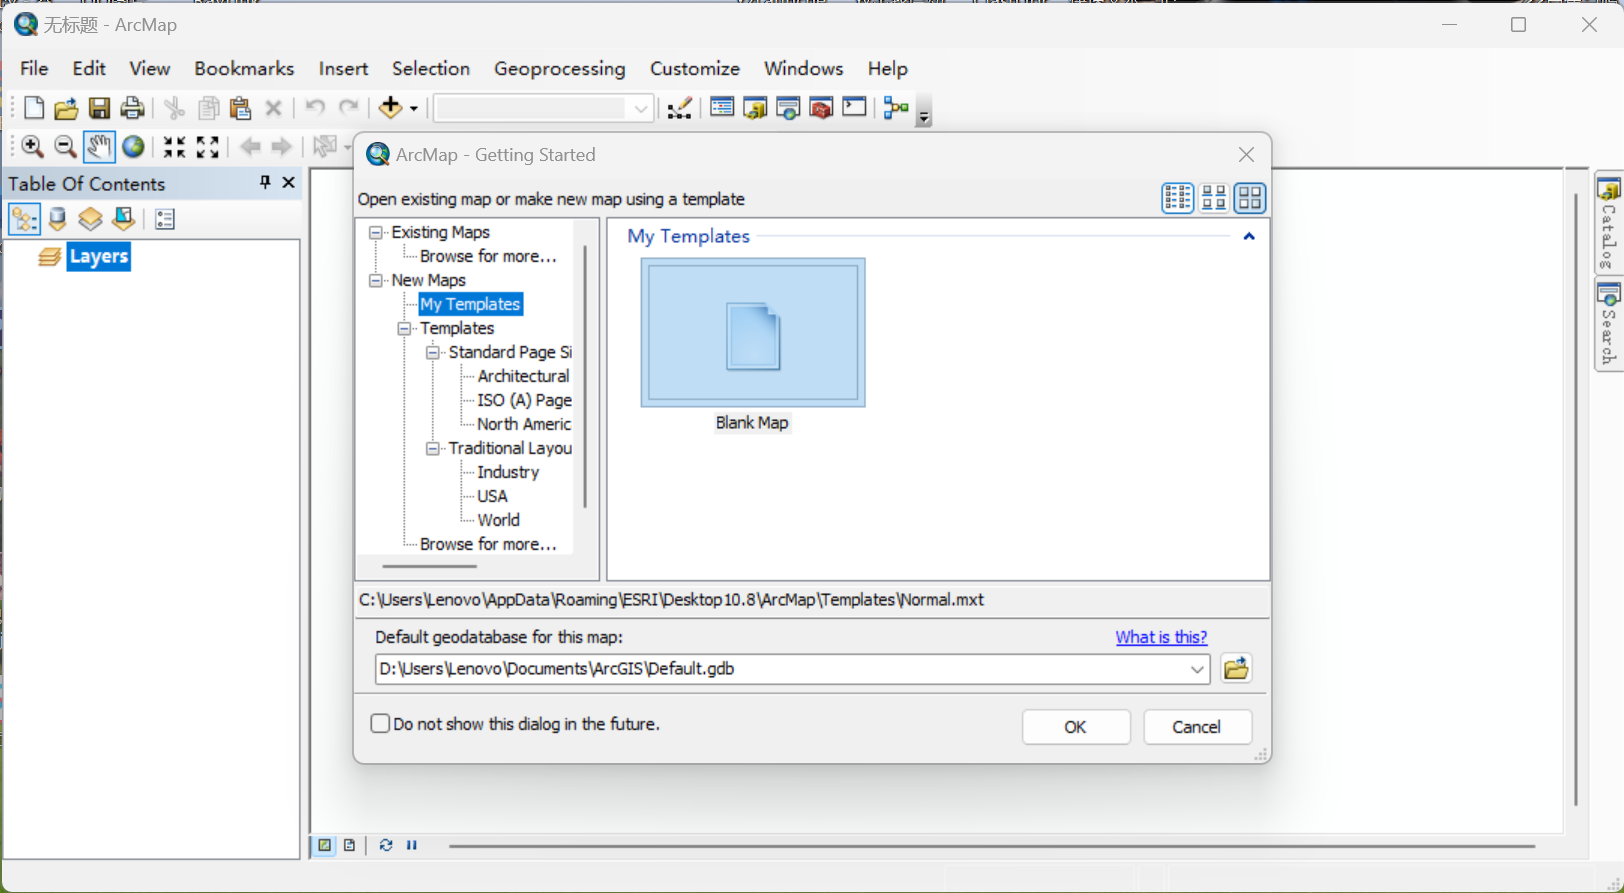 无标题 - ArcMap
File Edit View Bookmarks Insert Selection Geoprocessing Customize Windows Help
Table Of Contents
Layers
ArcMap - Getting Started
Open existing map or make new map using a template
Existing Maps
Browse for more...
New Maps
My Templates
Templates
Standard Page Si
Architectural
ISO (A) Page
North Americ
Traditional Layou
Industry
USA
World
Browse for more...
My Templates
Blank Map
C:\Users\Lenovo\AppData\Roaming\ESRI\Desktop10.8\ArcMap\Templates\Normal.mxt
Default geodatabase for this map:
What is this?
D:\Users\Lenovo\Documents\ArcGIS\Default.gdb
Do not show this dialog in the future.
OK
Cancel
Catalog
Search